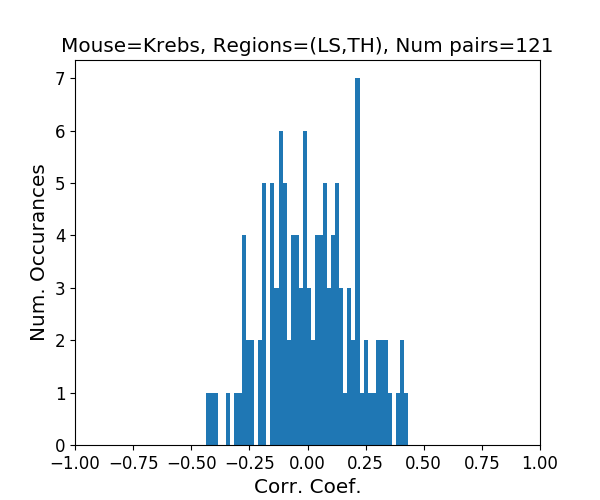 Mouse=Krebs, Regions=(LS,TH), Num pairs=121
7
6
5
4
3
2
1
0
Num. Occurances
−1.00 −0.75 −0.50 −0.25 0.00 0.25 0.50 0.75 1.00
Corr. Coef.